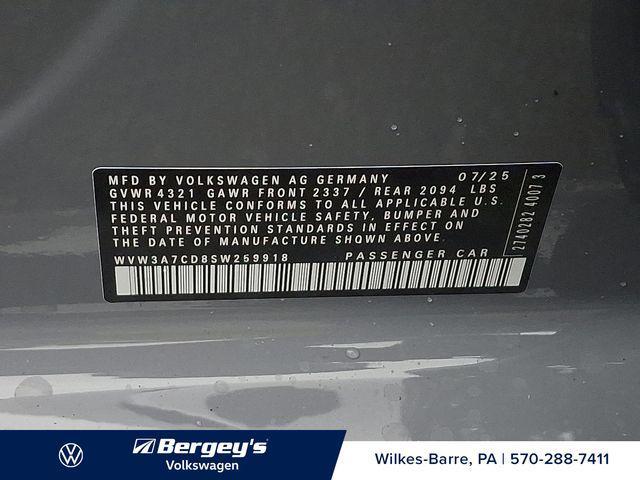 MFD BY VOLKSWAGEN AG GERMANY 07/25
GVWR 4321 GAWR FRONT 2337 / REAR 2094 LBS
THIS VEHICLE CONFORMS TO ALL APPLICABLE U.S.
FEDERAL MOTOR VEHICLE SAFETY, BUMPER AND
THEFT PREVENTION STANDARDS IN EFFECT ON
THE DATE OF MANUFACTURE SHOWN ABOVE.
WVW3A7CD8SW259918 PASSENGER CAR
2740282 4007 3
Bergey's
Volkswagen
Wilkes-Barre, PA | 570-288-7411